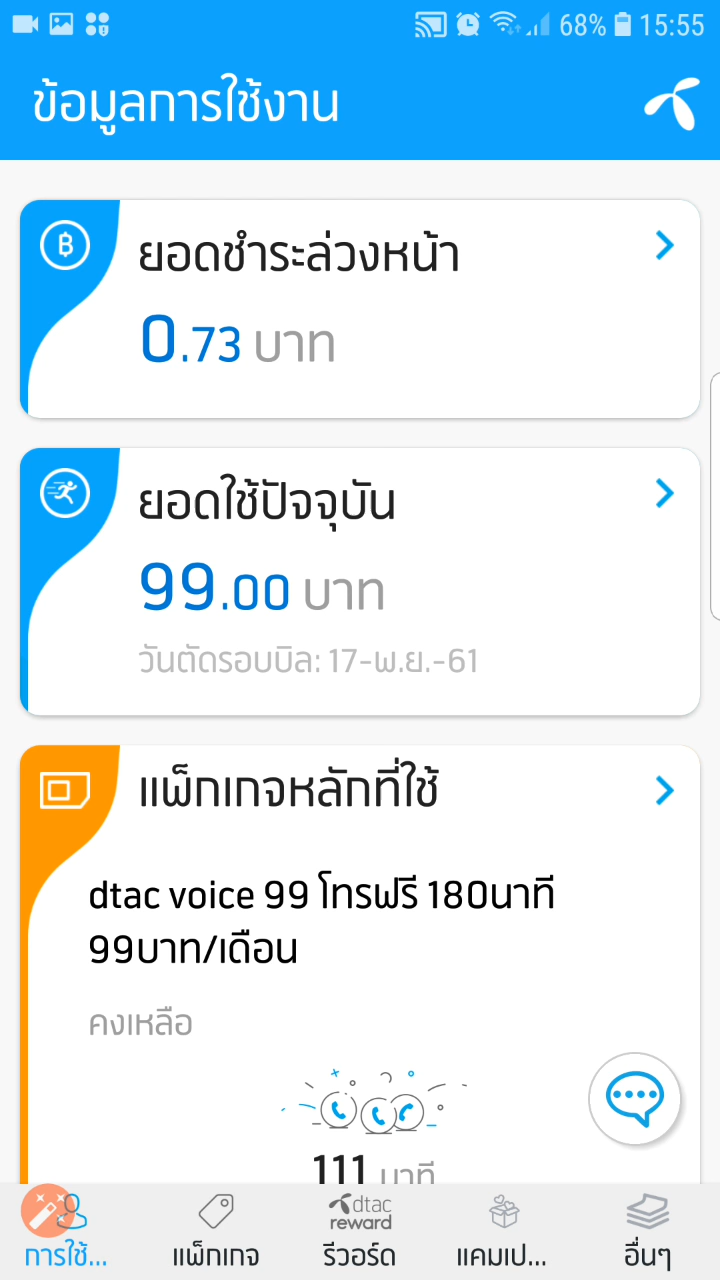 68% 15:55
ข้อมูลการใช้งาน
฿
ยอดชำระล่วงหน้า
0.73 บาท
ยอดใช้ปัจจุบัน
99.00 บาท
วันตัดรอบบิล: 17-พ.ย.-61
แพ็กเกจหลักที่ใช้
dtac voice 99 โทรฟรี 180นาที
99บาท/เดือน
คงเหลือ
111 นาที
dtac
reward
การใช้... แพ็กเกจ รีวอร์ด แคมเป... อื่นๆ